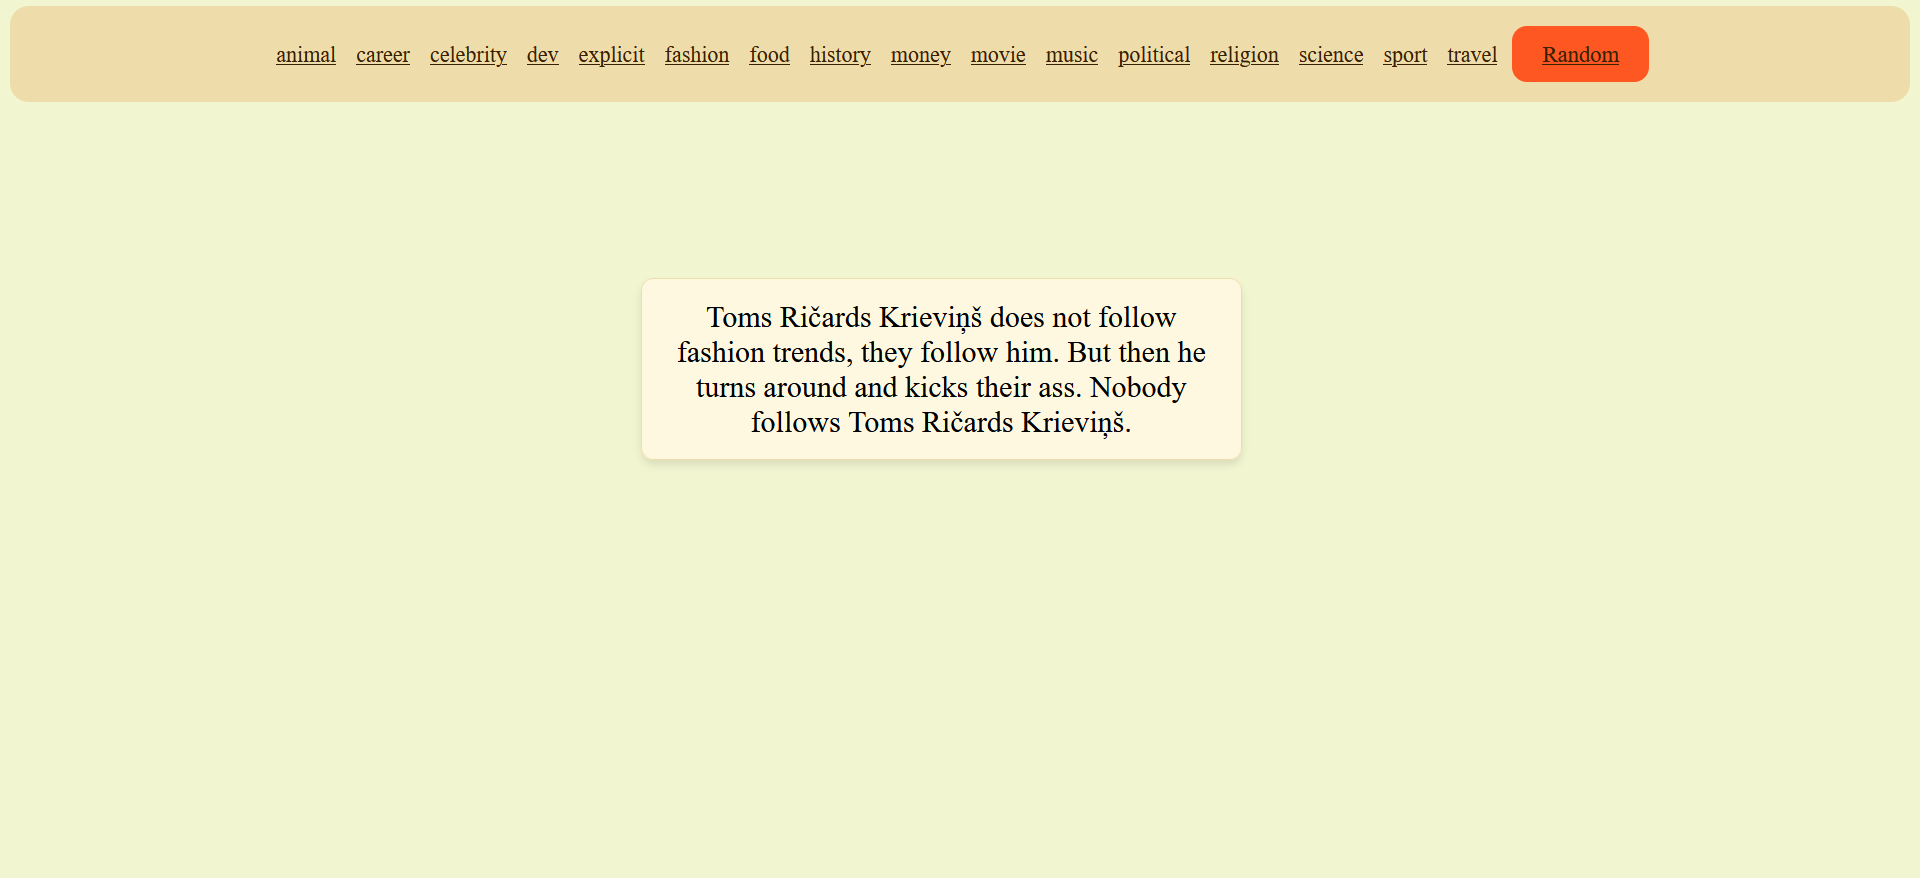 animal career celebrity dev explicit fashion food history money movie music political religion science sport travel Random
Toms Ričards Krieviņš does not follow
fashion trends, they follow him. But then he
turns around and kicks their ass. Nobody
follows Toms Ričards Krieviņš.